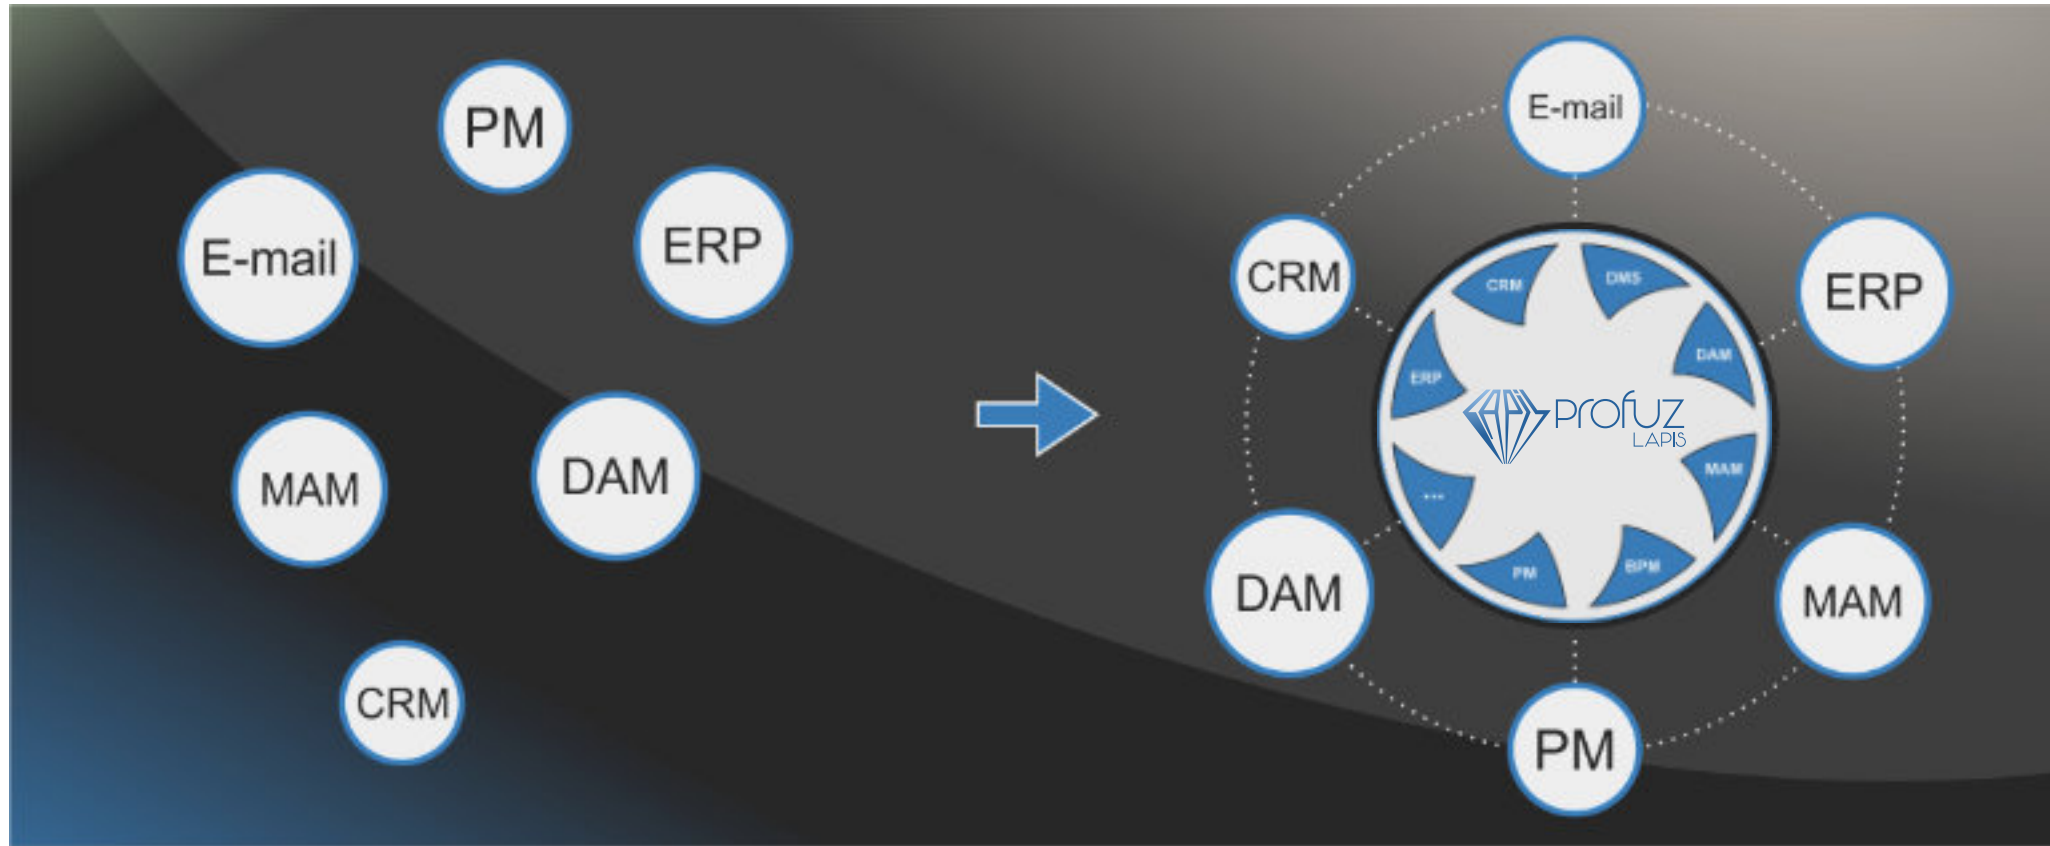 PM
E-mail
ERP
MAM
DAM
CRM
E-mail
CRM
ERP
CRM
DMS
ERP
DAM
LAPIS
PROFUZ
LAPIS
...
MAM
PM
BPM
DAM
MAM
PM